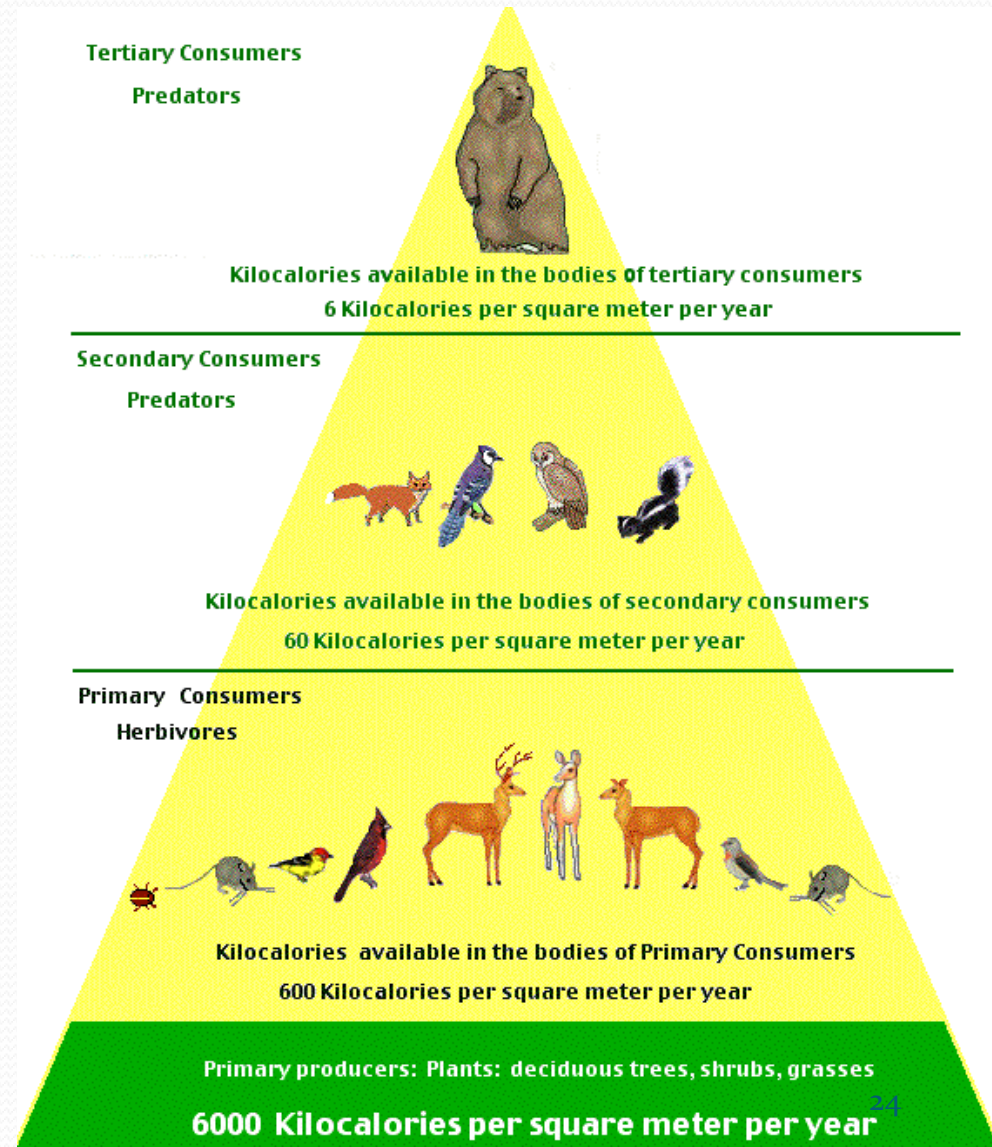 Tertiary Consumers
Predators
Kilocalories available in the bodies of tertiary consumers
6 Kilocalories per square meter per year
Secondary Consumers
Predators
Kilocalories available in the bodies of secondary consumers
60 Kilocalories per square meter per year
Primary Consumers
Herbivores
Kilocalories available in the bodies of Primary Consumers
600 Kilocalories per square meter per year
Primary producers: Plants: deciduous trees, shrubs, grasses
24
6000 Kilocalories per square meter per year